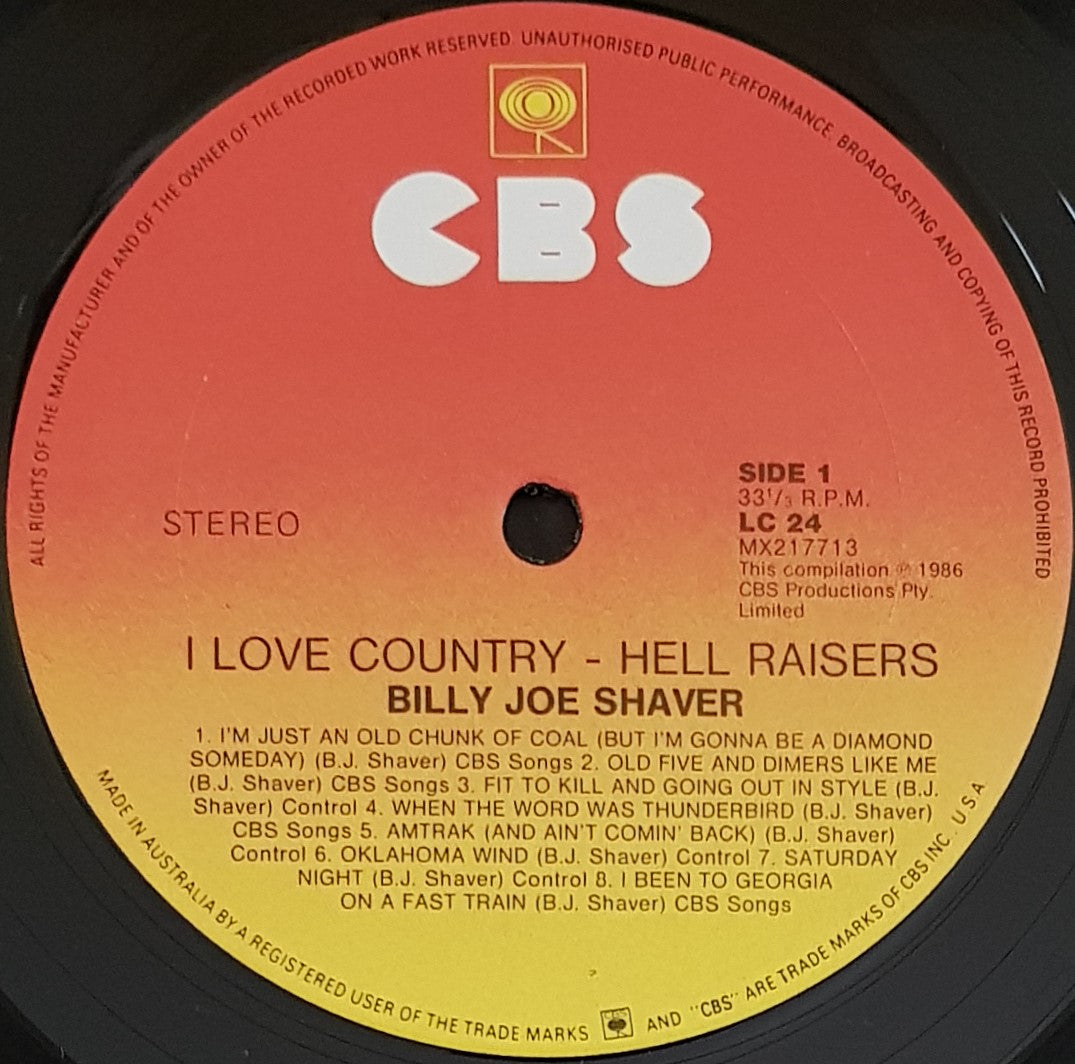 ALL RIGHTS OF THE MANUFACTURER AND OF THE OWNER OF THE RECORDED WORK RESERVED. UNAUTHORISED PUBLIC PERFORMANCE, BROADCASTING AND COPYING OF THIS RECORD PROHIBITED
CBS
STEREO
SIDE 1
33 1/3 R.P.M.
LC 24
MX217713
This compilation ℗ 1986
CBS Productions Pty.
Limited
I LOVE COUNTRY - HELL RAISERS
BILLY JOE SHAVER
1. I'M JUST AN OLD CHUNK OF COAL (BUT I'M GONNA BE A DIAMOND
SOMEDAY) (B.J. Shaver) CBS Songs 2. OLD FIVE AND DIMERS LIKE ME
(B.J. Shaver) CBS Songs 3. FIT TO KILL AND GOING OUT IN STYLE (B.J.
Shaver) Control 4. WHEN THE WORD WAS THUNDERBIRD (B.J. Shaver)
CBS Songs 5. AMTRAK (AND AIN'T COMIN' BACK) (B.J. Shaver)
Control 6. OKLAHOMA WIND (B.J. Shaver) Control 7. SATURDAY
NIGHT (B.J. Shaver) Control 8. I BEEN TO GEORGIA
ON A FAST TRAIN (B.J. Shaver) CBS Songs
MADE IN AUSTRALIA BY A REGISTERED USER OF THE TRADE MARKS CBS AND "CBS" ARE TRADE MARKS OF CBS INC. U.S.A